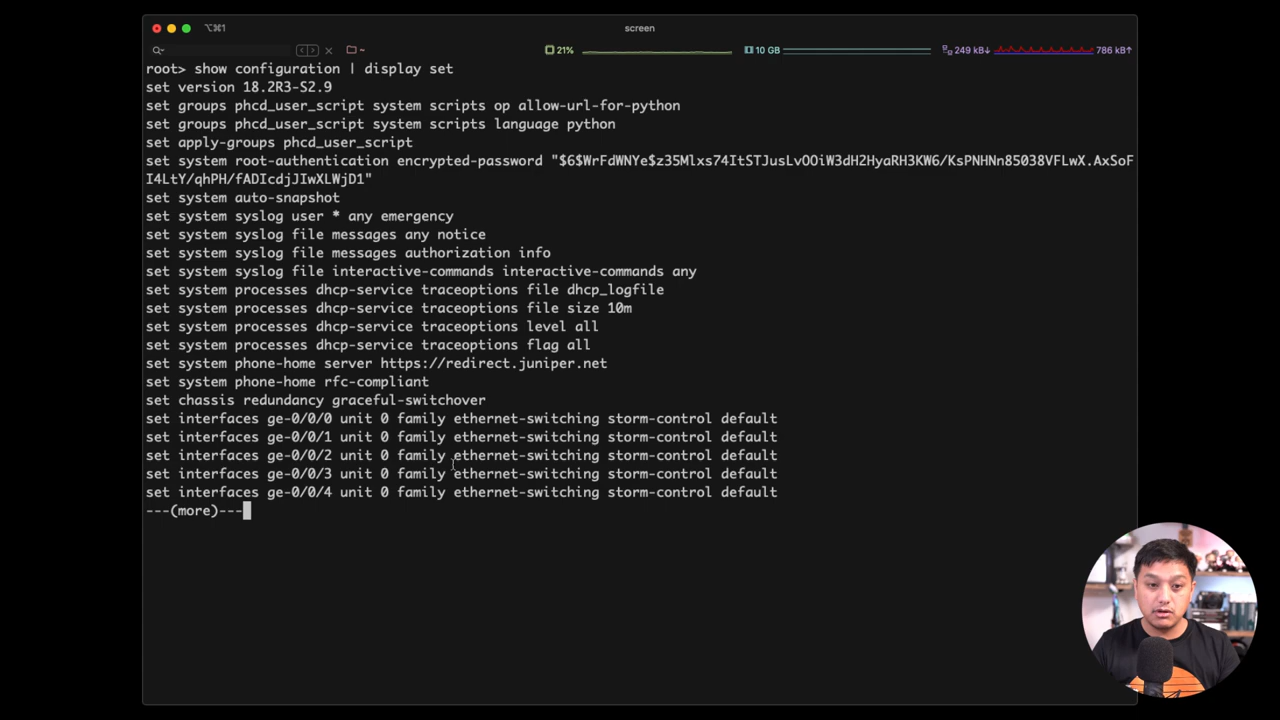 ⌥⌘1
screen
~
21%
10 GB
249 kB↓
786 kB↑
root> show configuration | display set
set version 18.2R3-S2.9
set groups phcd_user_script system scripts op allow-url-for-python
set groups phcd_user_script system scripts language python
set apply-groups phcd_user_script
set system root-authentication encrypted-password "$6$WrFdWNYe$z35Mlxs74ItSTJusLvOOiW3dH2HyaRH3KW6/KsPNHNn85038VFLwX.AxSoF
I4LtY/qhPH/fADIcdjJIwXLWjD1"
set system auto-snapshot
set system syslog user * any emergency
set system syslog file messages any notice
set system syslog file messages authorization info
set system syslog file interactive-commands interactive-commands any
set system processes dhcp-service traceoptions file dhcp_logfile
set system processes dhcp-service traceoptions file size 10m
set system processes dhcp-service traceoptions level all
set system processes dhcp-service traceoptions flag all
set system phone-home server https://redirect.juniper.net
set system phone-home rfc-compliant
set chassis redundancy graceful-switchover
set interfaces ge-0/0/0 unit 0 family ethernet-switching storm-control default
set interfaces ge-0/0/1 unit 0 family ethernet-switching storm-control default
set interfaces ge-0/0/2 unit 0 family ethernet-switching storm-control default
set interfaces ge-0/0/3 unit 0 family ethernet-switching storm-control default
set interfaces ge-0/0/4 unit 0 family ethernet-switching storm-control default
---(more)---